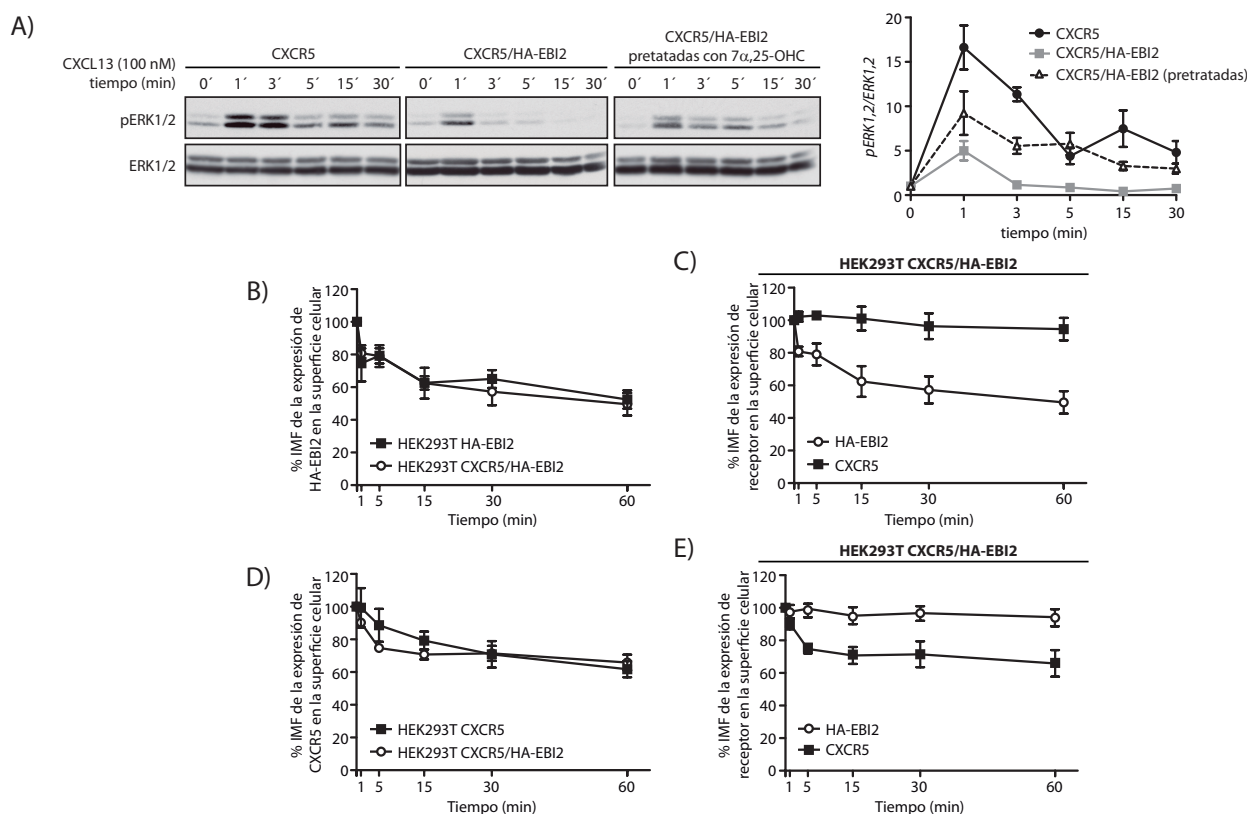 A)
CXCL13 (100 nM)
tiempo (min)
CXCR5
CXCR5/HA-EBI2
CXCR5/HA-EBI2
pretatadas con 7α,25-OHC
0´ 1´ 3´ 5´ 15´ 30´
0´ 1´ 3´ 5´ 15´ 30´
0´ 1´ 3´ 5´ 15´ 30´
pERK1/2
ERK1/2
pERK1,2/ERK1,2
20
15
10
5
0
0 1 3 5 15 30
tiempo (min)
CXCR5
CXCR5/HA-EBI2
CXCR5/HA-EBI2 (pretratadas)
B)
% IMF de la expresión de
HA-EBI2 en la superficie celular
120
100
80
60
40
20
0
1 5 15 30 60
Tiempo (min)
HEK293T HA-EBI2
HEK293T CXCR5/HA-EBI2
C)
HEK293T CXCR5/HA-EBI2
% IMF de la expresión de
receptor en la superficie celular
120
100
80
60
40
20
0
1 5 15 30 60
Tiempo (min)
HA-EBI2
CXCR5
D)
% IMF de la expresión de
CXCR5 en la superficie celular
120
100
80
60
40
20
0
1 5 15 30 60
Tiempo (min)
HEK293T CXCR5
HEK293T CXCR5/HA-EBI2
E)
HEK293T CXCR5/HA-EBI2
% IMF de la expresión de
receptor en la superficie celular
120
100
80
60
40
20
0
1 5 15 30 60
Tiempo (min)
HA-EBI2
CXCR5